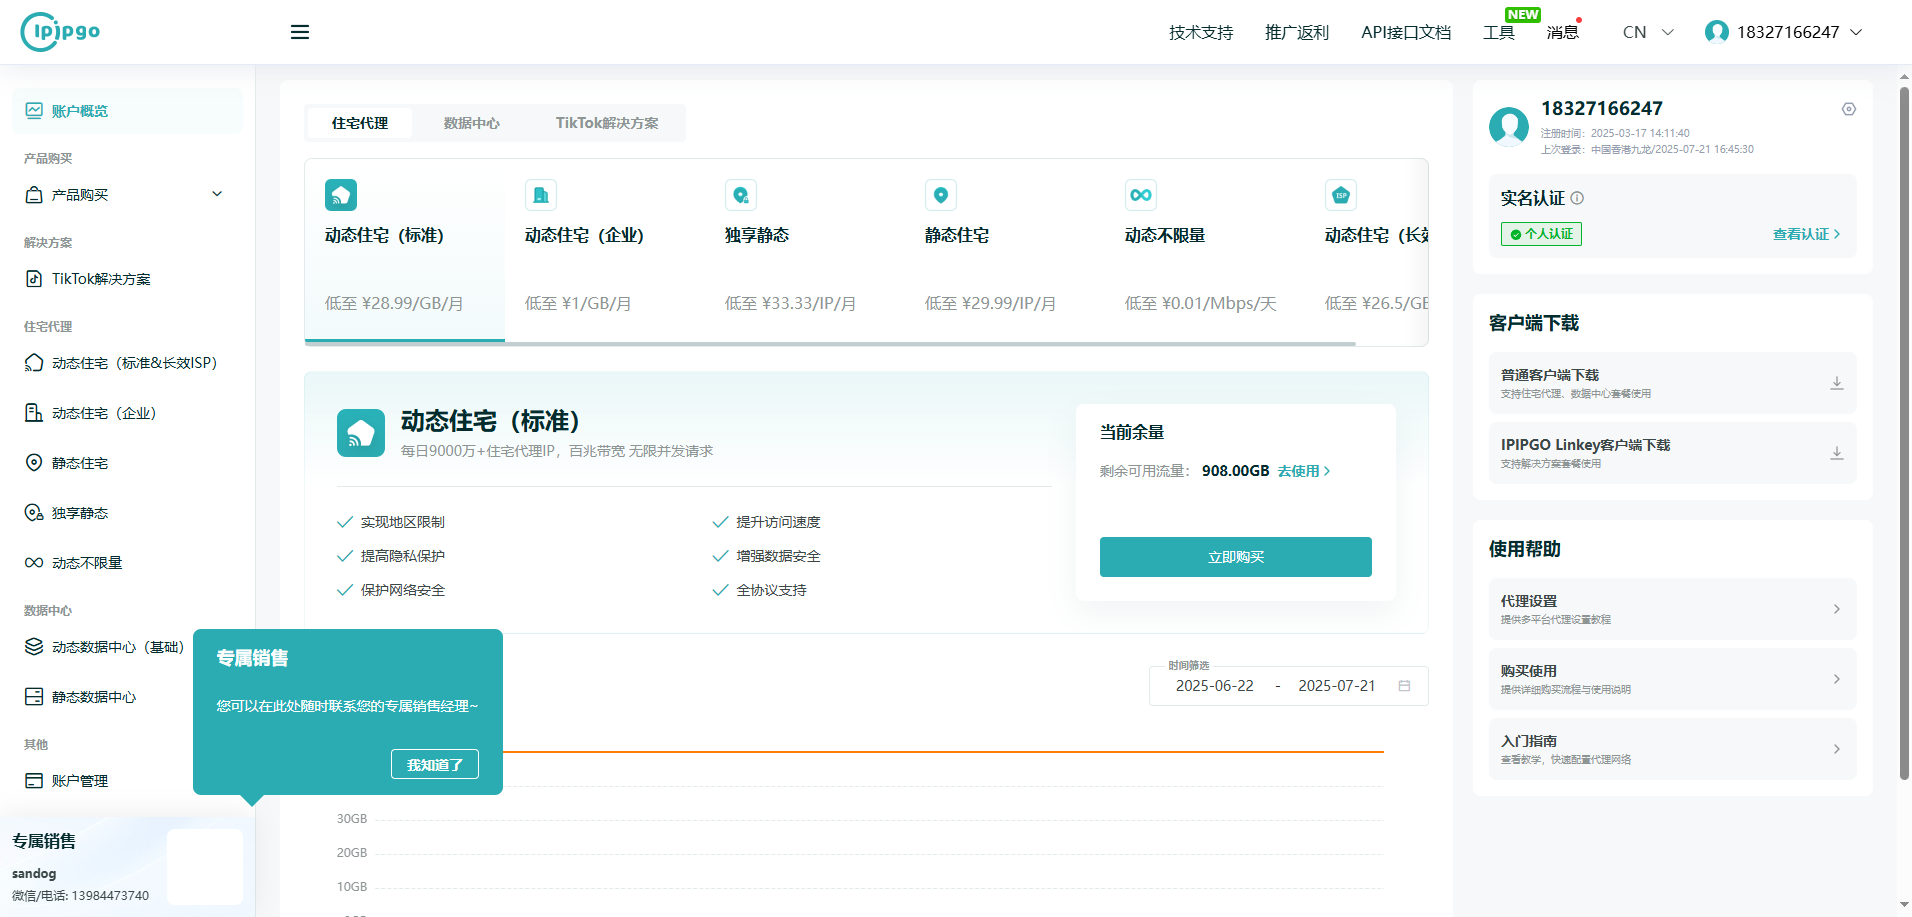 Ipipgo
技术支持
推广返利
API接口文档
工具
NEW
消息
CN
18327166247
账户概览
产品购买
产品购买
解决方案
TikTok解决方案
住宅代理
动态住宅（标准&长效ISP）
动态住宅（企业）
静态住宅
独享静态
动态不限量
数据中心
动态数据中心（基础）
静态数据中心
其他
账户管理
专属销售
sandog
微信/电话: 13984473740
专属销售
您可以在此处随时联系您的专属销售经理~
我知道了
住宅代理
数据中心
TikTok解决方案
动态住宅（标准）
低至 ¥28.99/GB/月
动态住宅（企业）
低至 ¥1/GB/月
独享静态
低至 ¥33.33/IP/月
静态住宅
低至 ¥29.99/IP/月
动态不限量
低至 ¥0.01/Mbps/天
ISP
动态住宅（长效
低至 ¥26.5/GB
动态住宅（标准）
每日9000万+住宅代理IP，百兆带宽 无限并发请求
实现地区限制
提升访问速度
提高隐私保护
增强数据安全
保护网络安全
全协议支持
当前余量
剩余可用流量： 908.00GB 去使用
立即购买
时间筛选
2025-06-22 - 2025-07-21
30GB
20GB
10GB
18327166247
注册时间：2025-03-17 14:11:40
上次登录：中国香港九龙/2025-07-21 16:45:30
实名认证
个人认证
查看认证
客户端下载
普通客户端下载
支持住宅代理、数据中心套餐使用
IPIPGO Linkey客户端下载
支持解决方案套餐使用
使用帮助
代理设置
提供多平台代理设置教程
购买使用
提供详细购买流程与使用说明
入门指南
查看教学，快速配置代理网络